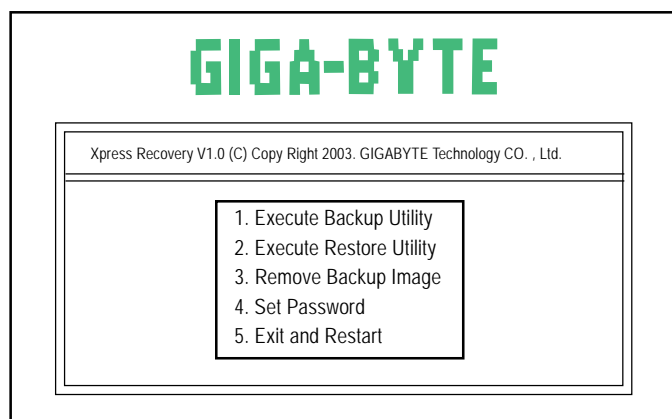 GIGA-BYTE
Xpress Recovery V1.0 (C) Copy Right 2003. GIGABYTE Technology CO. , Ltd.
1. Execute Backup Utility
2. Execute Restore Utility
3. Remove Backup Image
4. Set Password
5. Exit and Restart